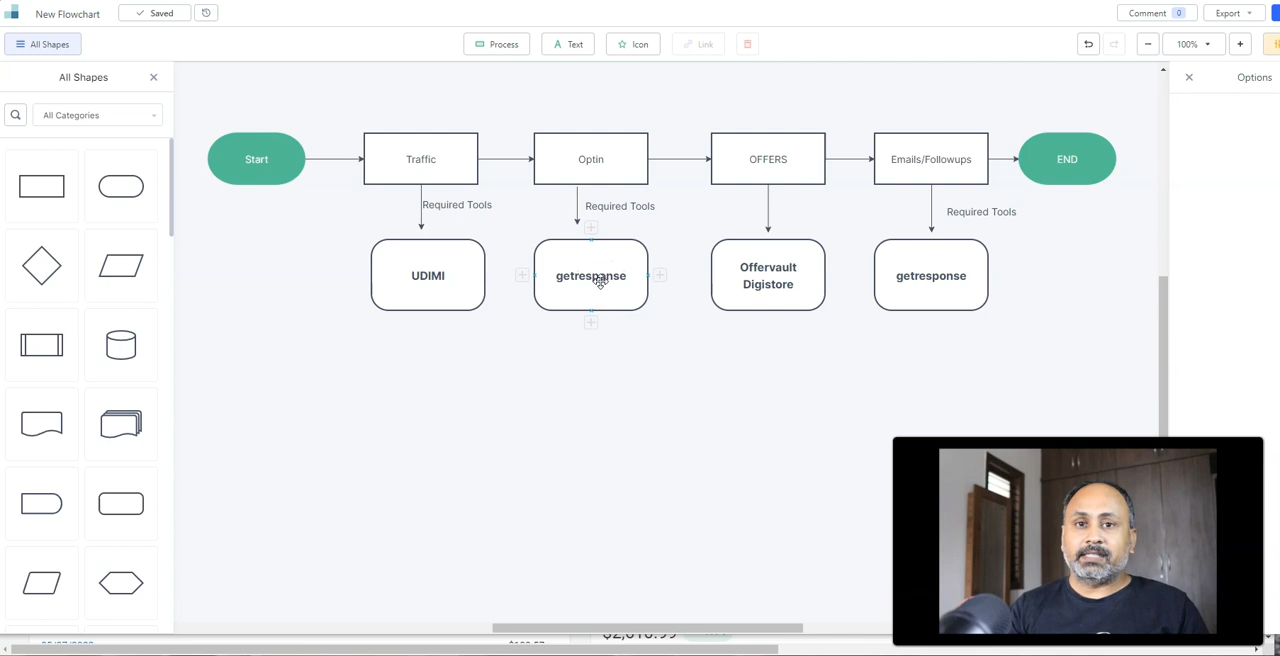 New Flowchart
Saved
Comment 0
Export
All Shapes
Process
Text
Icon
Link
100%
All Shapes
Options
All Categories
Start
Traffic
Optin
OFFERS
Emails/Followups
END
Required Tools
Required Tools
Required Tools
UDIMI
getresponse
Offervault
Digistore
getresponse